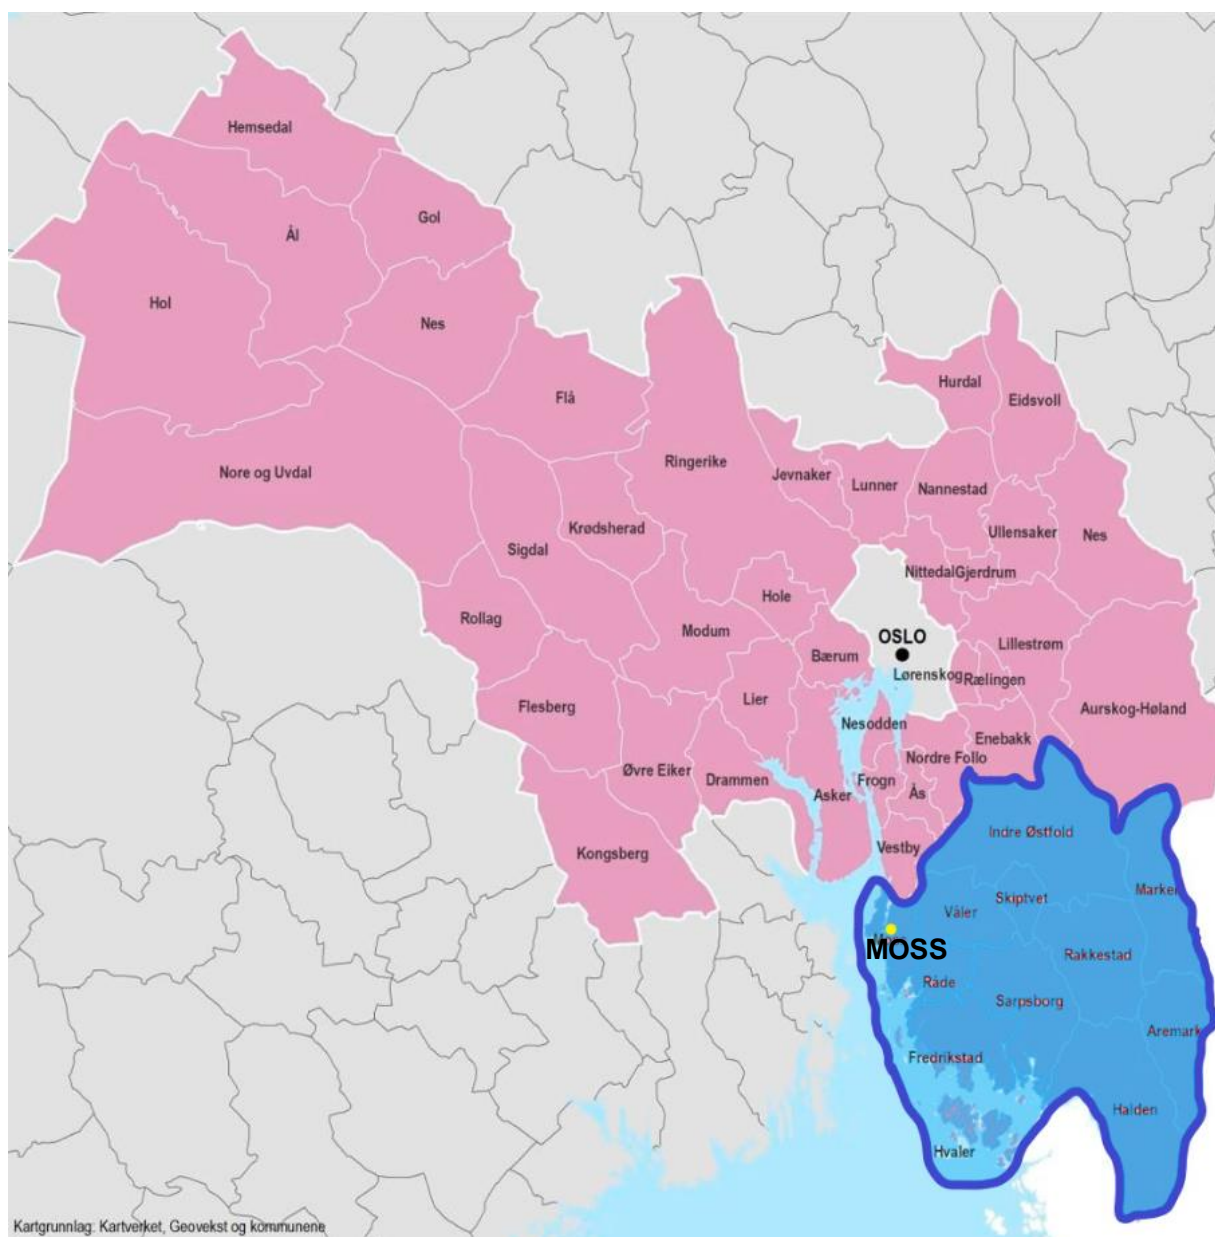 Hemsedal
Gol
Ål
Hol
Nes
Flå
Hurdal
Eidsvoll
Ringerike
Nore og Uvdal
Jevnaker
Lunner
Nannestad
Krødsherad
Ullensaker
Nes
Sigdal
Nittedal
Gjerdrum
Hole
Rollag
Modum
OSLO
Bærum
Lillestrøm
Lørenskog
Rælingen
Lier
Flesberg
Aurskog-Høland
Nesodden
Enebakk
Nordre Follo
Øvre Eiker
Drammen
Frogn
Asker
Ås
Indre Østfold
Vestby
Kongsberg
Marker
Skiptvet
Våler
MOSS
Rakkestad
Råde
Sarpsborg
Aremark
Fredrikstad
Halden
Hvaler
Kartgrunnlag: Kartverket, Geovekst og kommunene